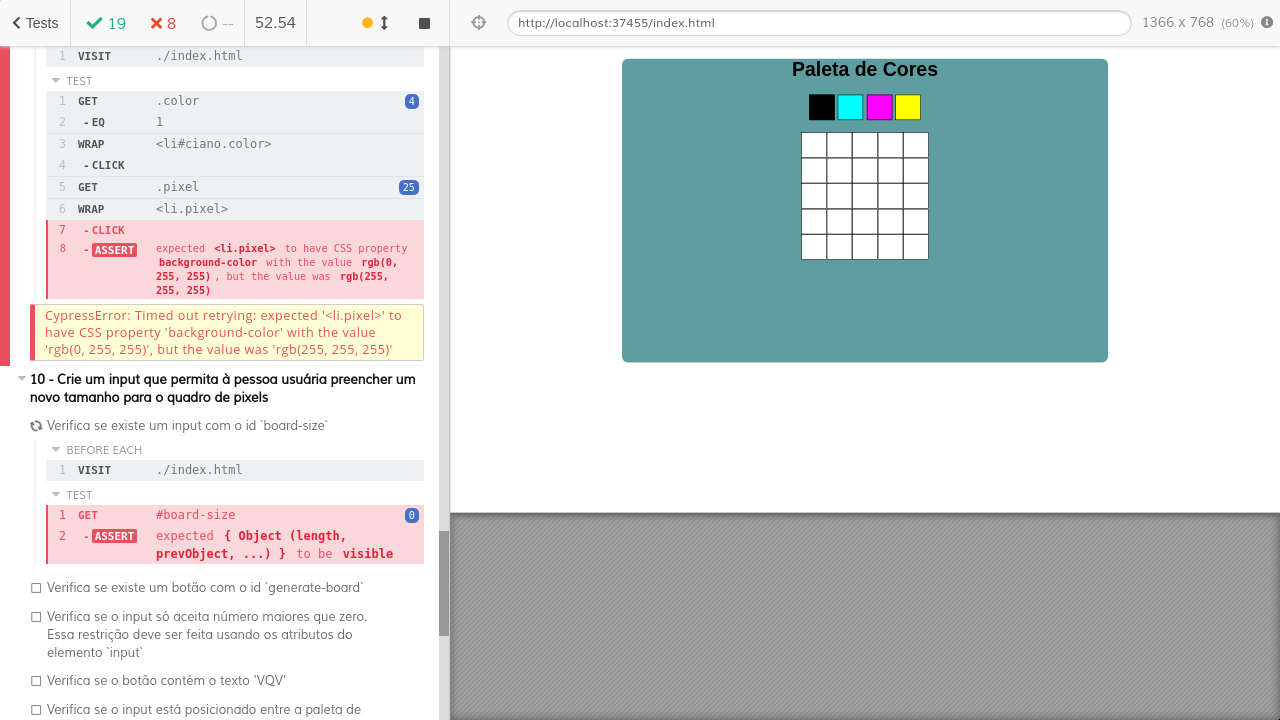 Tests
19
8
--
52.54
http://localhost:37455/index.html
1366 x 768 (60%)
1 VISIT ./index.html
TEST
1 GET .color 4
2 - EQ 1
3 WRAP <li#ciano.color>
4 - CLICK
5 GET .pixel 25
6 WRAP <li.pixel>
7 - CLICK
8 - ASSERT expected <li.pixel> to have CSS property
background-color with the value rgb(0,
255, 255) , but the value was rgb(255,
255, 255)
CypressError: Timed out retrying: expected '<li.pixel>' to
have CSS property 'background-color' with the value
'rgb(0, 255, 255)', but the value was 'rgb(255, 255, 255)'
10 - Crie um input que permita à pessoa usuária preencher um
novo tamanho para o quadro de pixels
Verifica se existe um input com o id `board-size`
BEFORE EACH
1 VISIT ./index.html
TEST
1 GET #board-size 0
2 - ASSERT expected { Object (length,
prevObject, ...) } to be visible
Verifica se existe um botão com o id `generate-board`
Verifica se o input só aceita número maiores que zero.
Essa restrição deve ser feita usando os atributos do
elemento `input`
Verifica se o botão contém o texto 'VQV'
Verifica se o input está posicionado entre a paleta de
Paleta de Cores